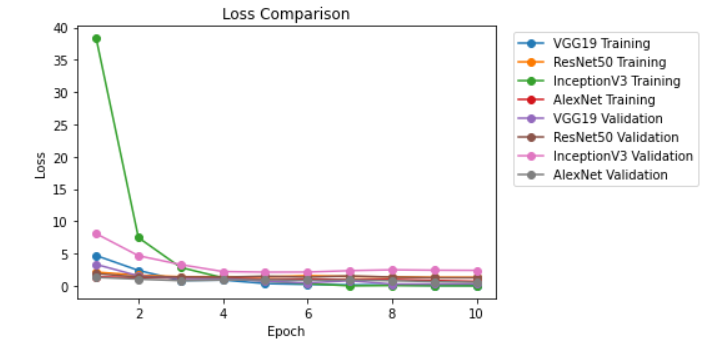 Loss Comparison
40
35
30
25
20
15
10
5
0
Loss
2
4
6
8
10
Epoch
VGG19 Training
ResNet50 Training
InceptionV3 Training
AlexNet Training
VGG19 Validation
ResNet50 Validation
InceptionV3 Validation
AlexNet Validation